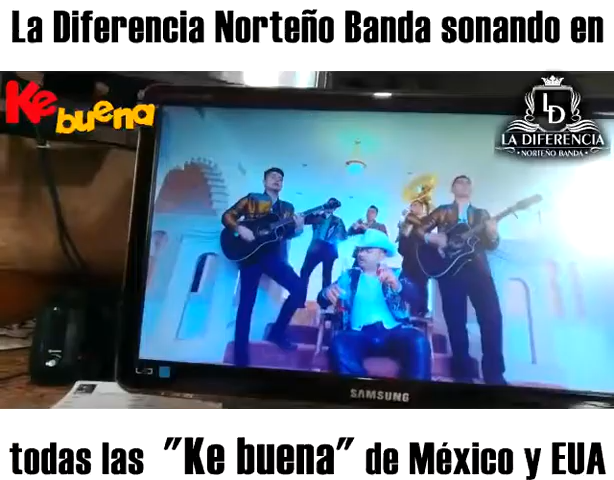 La Diferencia Norteño Banda sonando en
Ke
buena
LD
LA DIFERENCIA
• NORTEÑO BANDA •
SAMSUNG
todas las "Ke buena" de México y EUA